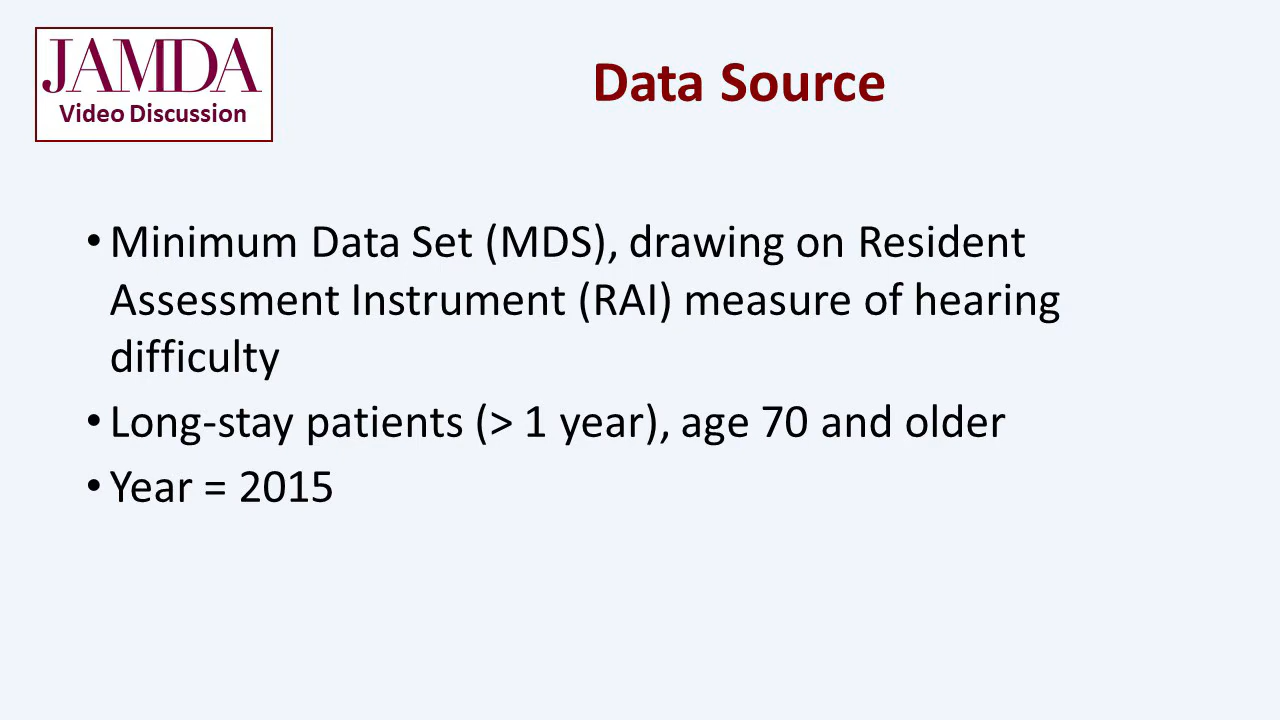 JAMDA
Video Discussion
Data Source
• Minimum Data Set (MDS), drawing on Resident
Assessment Instrument (RAI) measure of hearing
difficulty
• Long-stay patients (> 1 year), age 70 and older
• Year = 2015